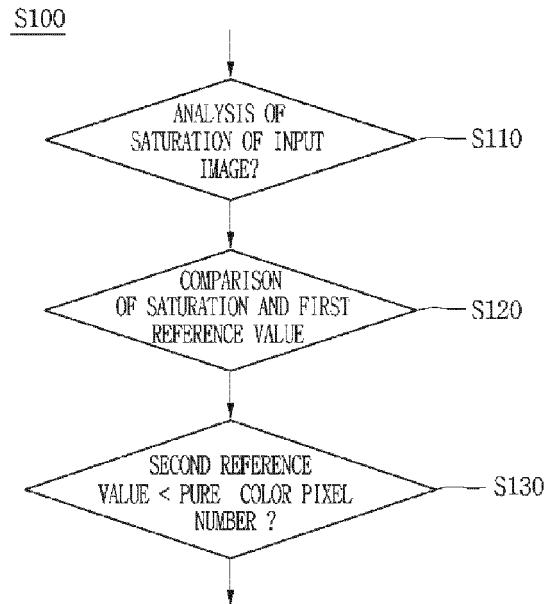 S100
ANALYSIS OF
SATURATION OF INPUT
IMAGE?
S110
COMPARISON
OF SATURATION AND FIRST
REFERENCE VALUE
S120
SECOND REFERENCE
VALUE < PURE COLOR PIXEL
NUMBER ?
S130